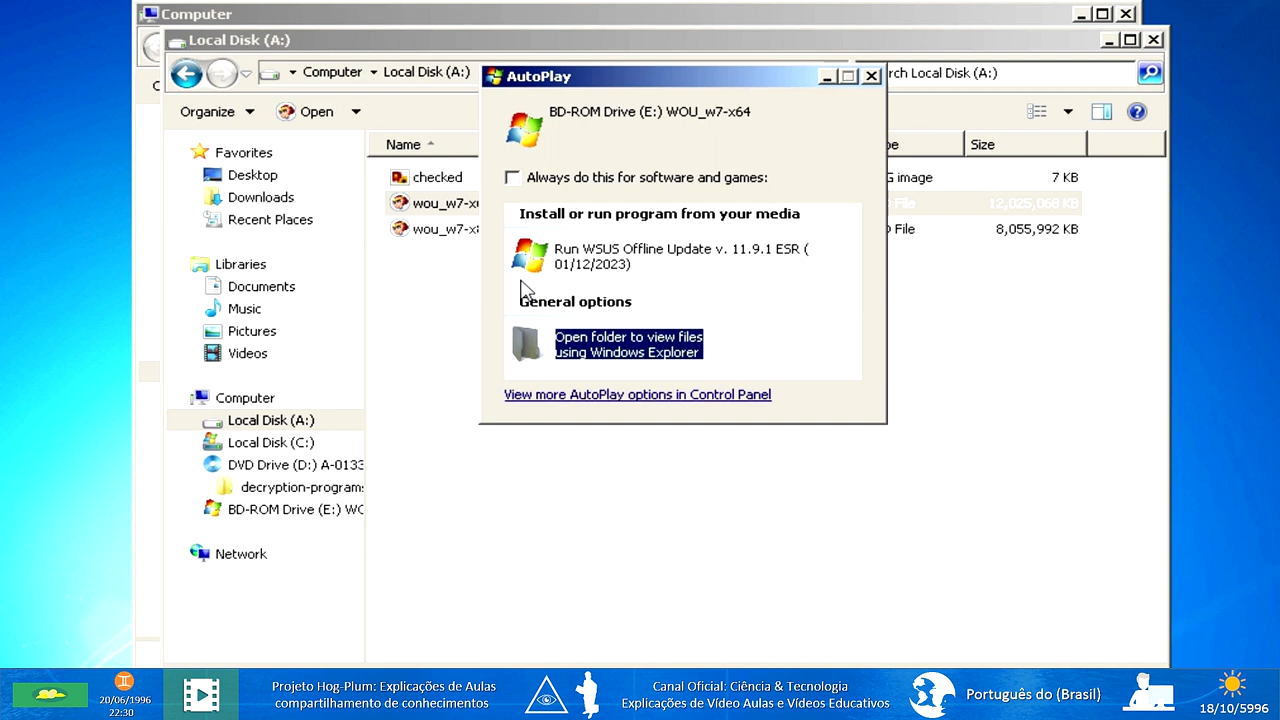 Computer
Local Disk (A:)
Computer
Local Disk (A:)
rch Local Disk (A:)
AutoPlay
Organize
Open
BD-ROM Drive (E:) WOU_w7-x64
Name
Size
Favorites
Desktop
Downloads
Recent Places
Libraries
Documents
Music
Pictures
Videos
Computer
Local Disk (A:)
Local Disk (C:)
DVD Drive (D:) A-0133
decryption-programs
BD-ROM Drive (E:) WO
Network
checked
G image
7 KB
wou_w7-x
File
12,025,068 KB
wou_w7-x
File
8,055,992 KB
Always do this for software and games:
Install or run program from your media
Run WSUS Offline Update v. 11.9.1 ESR (
01/12/2023)
General options
Open folder to view files
using Windows Explorer
View more AutoPlay options in Control Panel
20/06/1996
22:30
Projeto Hog-Plum: Explicações de Aulas
compartilhamento de conhecimentos
Canal Oficial: Ciência & Tecnologia
Explicações de Vídeo Aulas e Vídeos Educativos
Português do (Brasil)
18/10/5996